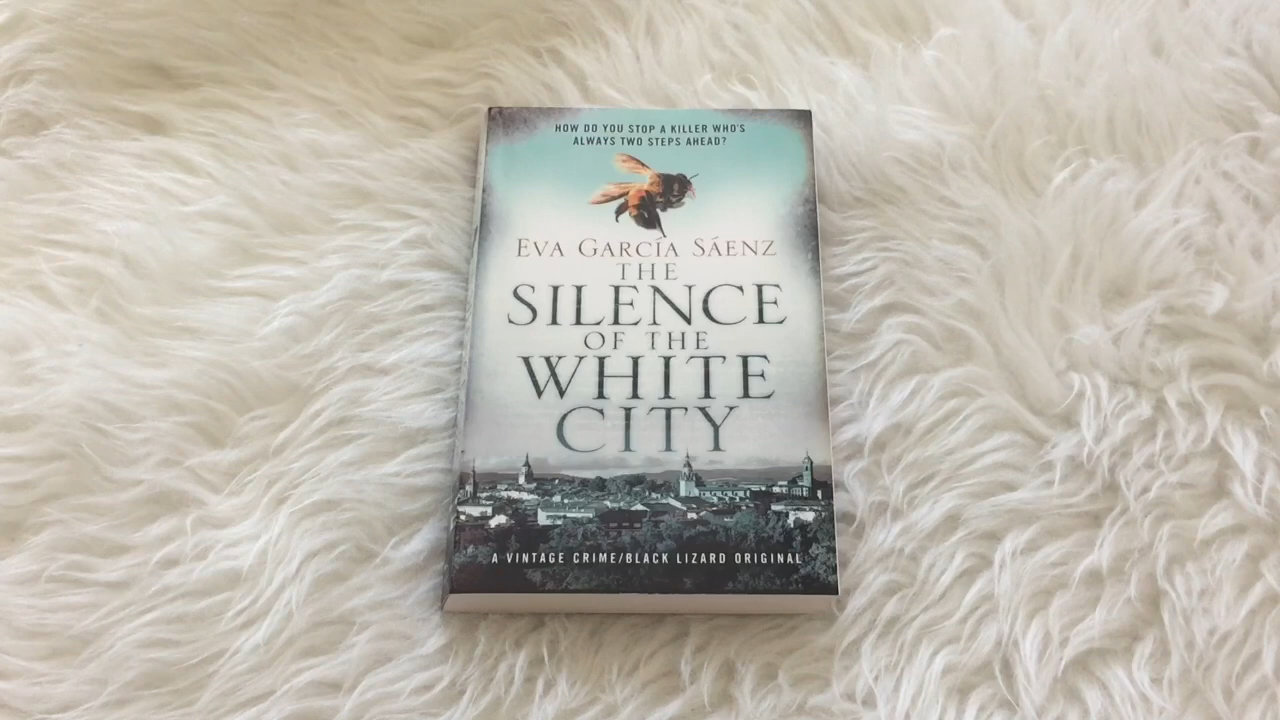 HOW DO YOU STOP A KILLER WHO'S
ALWAYS TWO STEPS AHEAD?
EVA GARCÍA SÁENZ
THE
SILENCE
OF THE
WHITE
CITY
A VINTAGE CRIME/BLACK LIZARD ORIGINAL